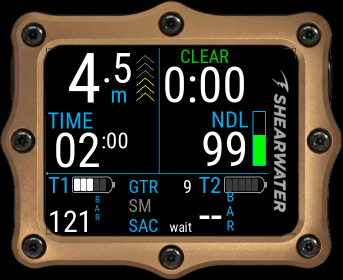 CLEAR
4.5 m
0:00
TIME
02:00
NDL
99
T1
GTR 9
T2
121 BAR
SM
SAC wait
-- BAR
SHEARWATER